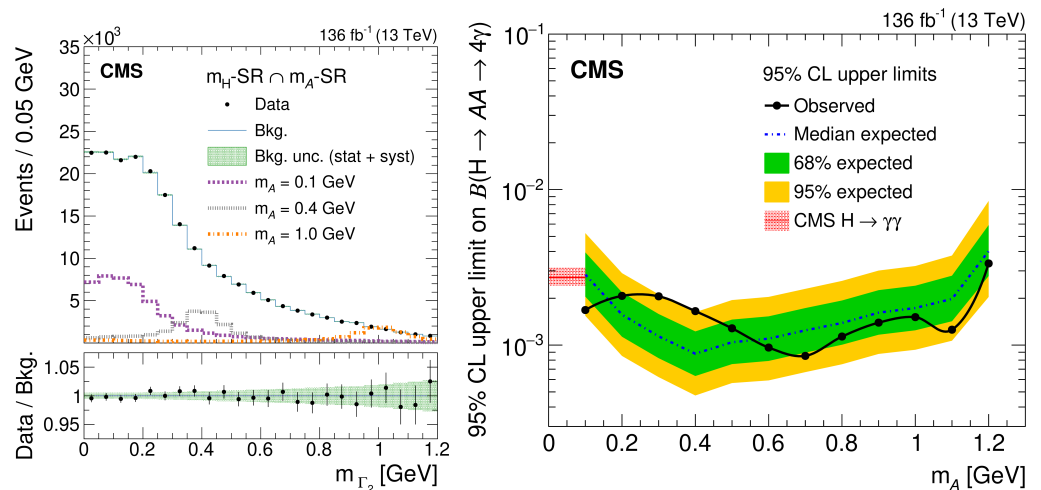 ×10³
136 fb⁻¹ (13 TeV)
CMS
m_H-SR ∩ m_A-SR
Data
Bkg.
Bkg. unc. (stat + syst)
m_A = 0.1 GeV
m_A = 0.4 GeV
m_A = 1.0 GeV
Events / 0.05 GeV
35
30
25
20
15
10
5
0
Data / Bkg.
1.05
1
0.95
0 0.2 0.4 0.6 0.8 1 1.2
m_Γ₂ [GeV]
136 fb⁻¹ (13 TeV)
CMS
95% CL upper limits
Observed
Median expected
68% expected
95% expected
CMS H → γγ
95% CL upper limit on B(H → AA → 4γ)
10⁻¹
10⁻²
10⁻³
0 0.2 0.4 0.6 0.8 1.0 1.2
m_A [GeV]